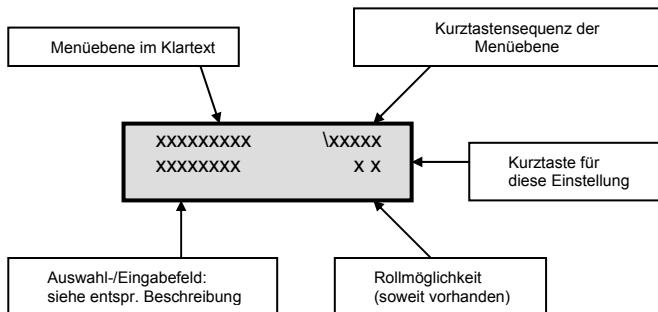 Menüebene im Klartext
Kurztastensequenz der
Menüebene
xxxxxxxxx \xxxxx
xxxxxxxx x x
Kurztaste für
diese Einstellung
Auswahl-/Eingabefeld:
siehe entspr. Beschreibung
Rollmöglichkeit
(soweit vorhanden)